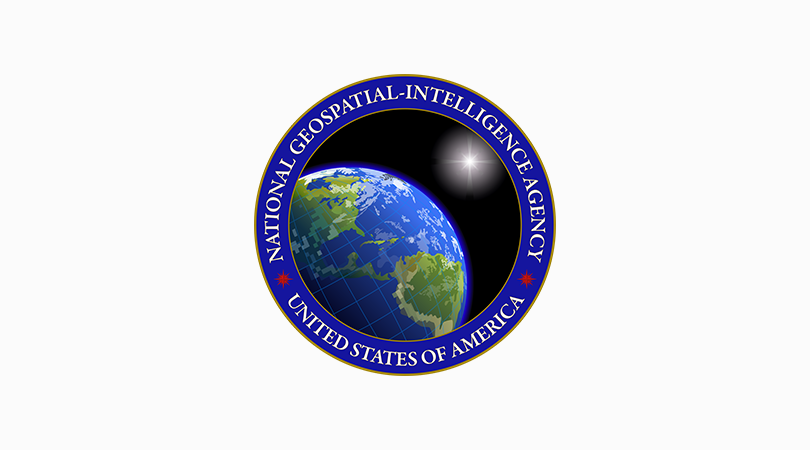 NATIONAL GEOSPATIAL-INTELLIGENCE AGENCY
UNITED STATES OF AMERICA